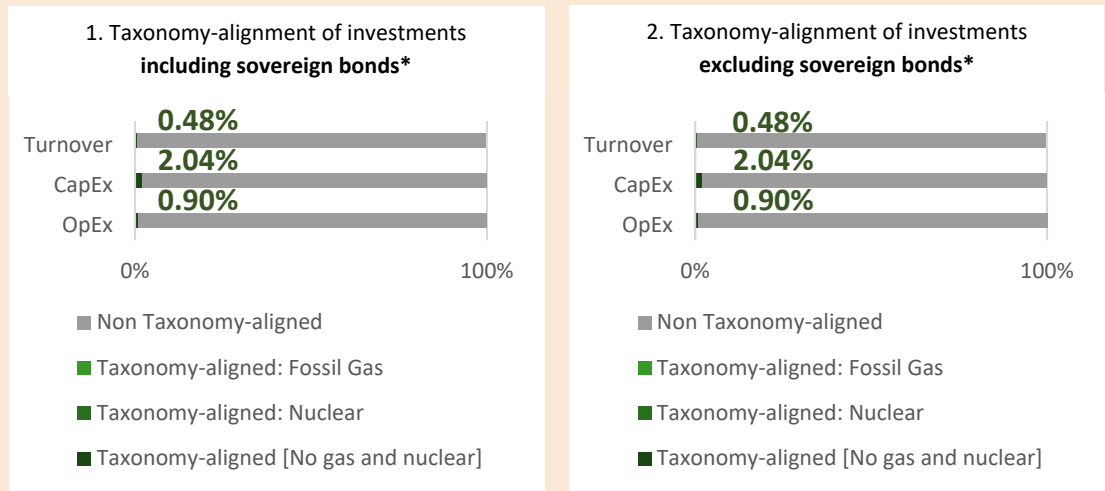 1. Taxonomy-alignment of investments
including sovereign bonds*
0.48%
Turnover
2.04%
CapEx
0.90%
OpEx
0%
100%
Non Taxonomy-aligned
Taxonomy-aligned: Fossil Gas
Taxonomy-aligned: Nuclear
Taxonomy-aligned [No gas and nuclear]
2. Taxonomy-alignment of investments
excluding sovereign bonds*
0.48%
Turnover
2.04%
CapEx
0.90%
OpEx
0%
100%
Non Taxonomy-aligned
Taxonomy-aligned: Fossil Gas
Taxonomy-aligned: Nuclear
Taxonomy-aligned [No gas and nuclear]